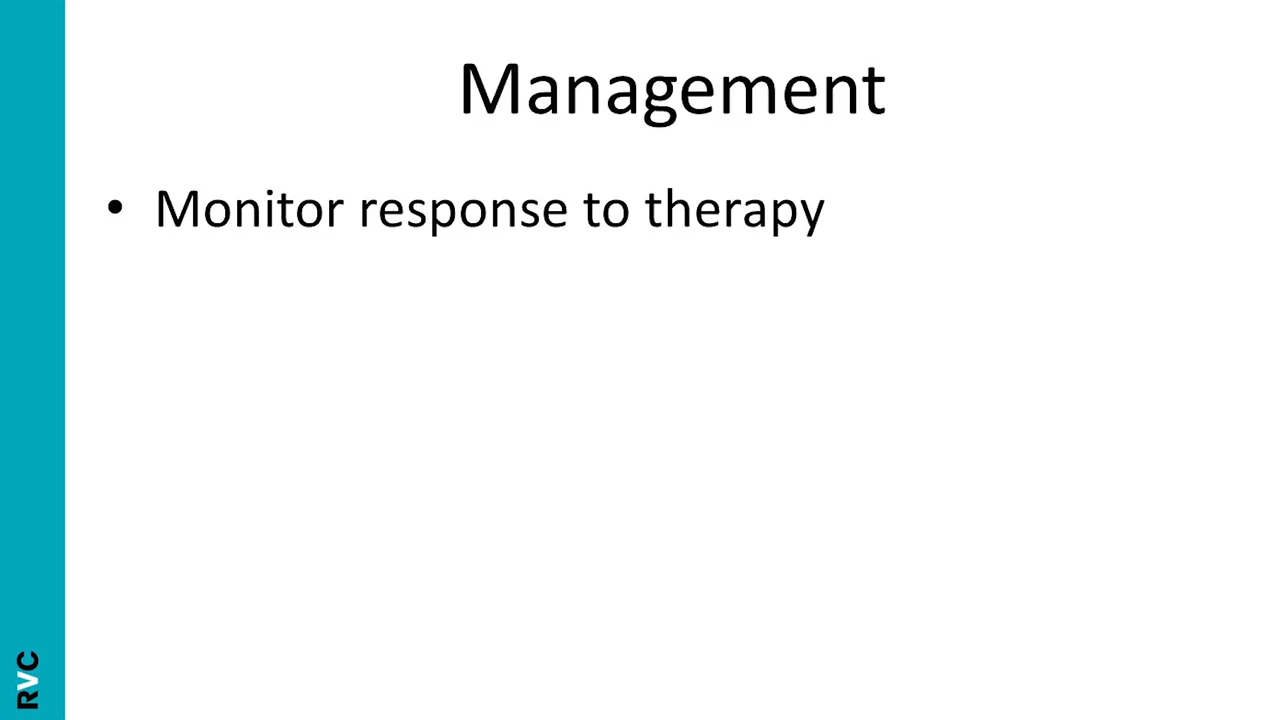 Management
• Monitor response to therapy
RVC